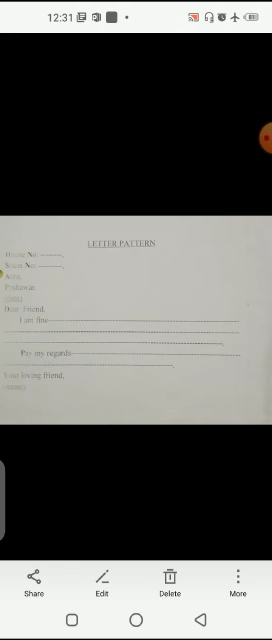 12:31
LETTER PATTERN
House No: --------,
Street No: --------,
Peshawar.
Dear Friend,
I am fine----------------------------------------
----------------------------------------
----------------------------------------,
Pay my regards----------------------------------------
----------------------------------------,
Your loving friend,
Share
Edit
Delete
More